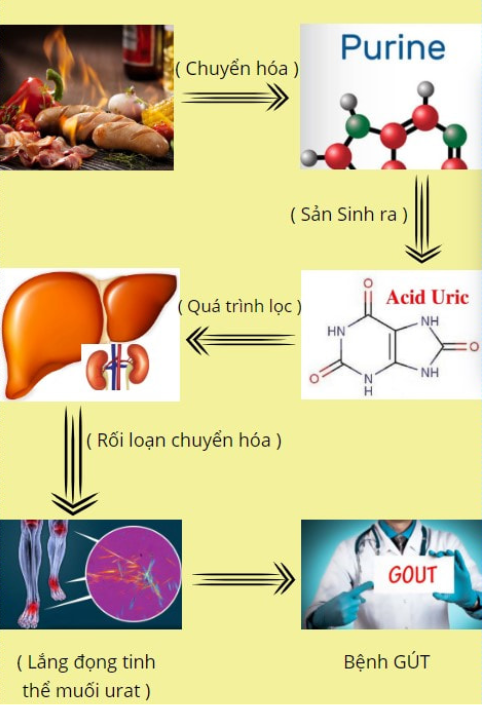 ( Chuyển hóa )
Purine
( Sản Sinh ra )
Acid Uric
O
HN
NH
O
O
N
H
NH
( Quá trình lọc )
( Rối loạn chuyển hóa )
GOUT
( Lắng đọng tinh
thể muối urat )
Bệnh GÚT